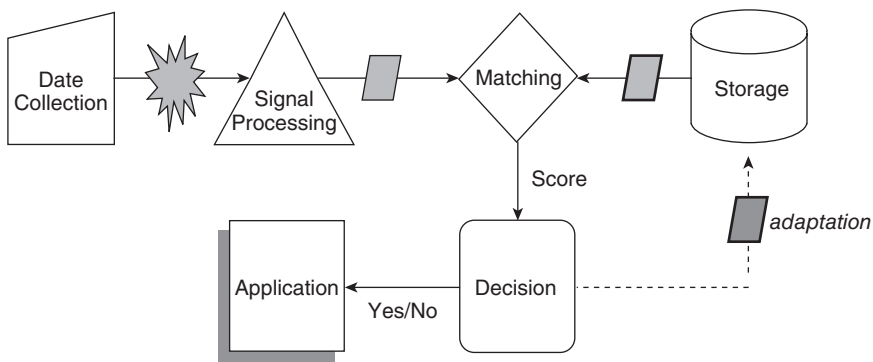 Date
Collection
Signal
Processing
Matching
Storage
Score
adaptation
Application
Yes/No
Decision